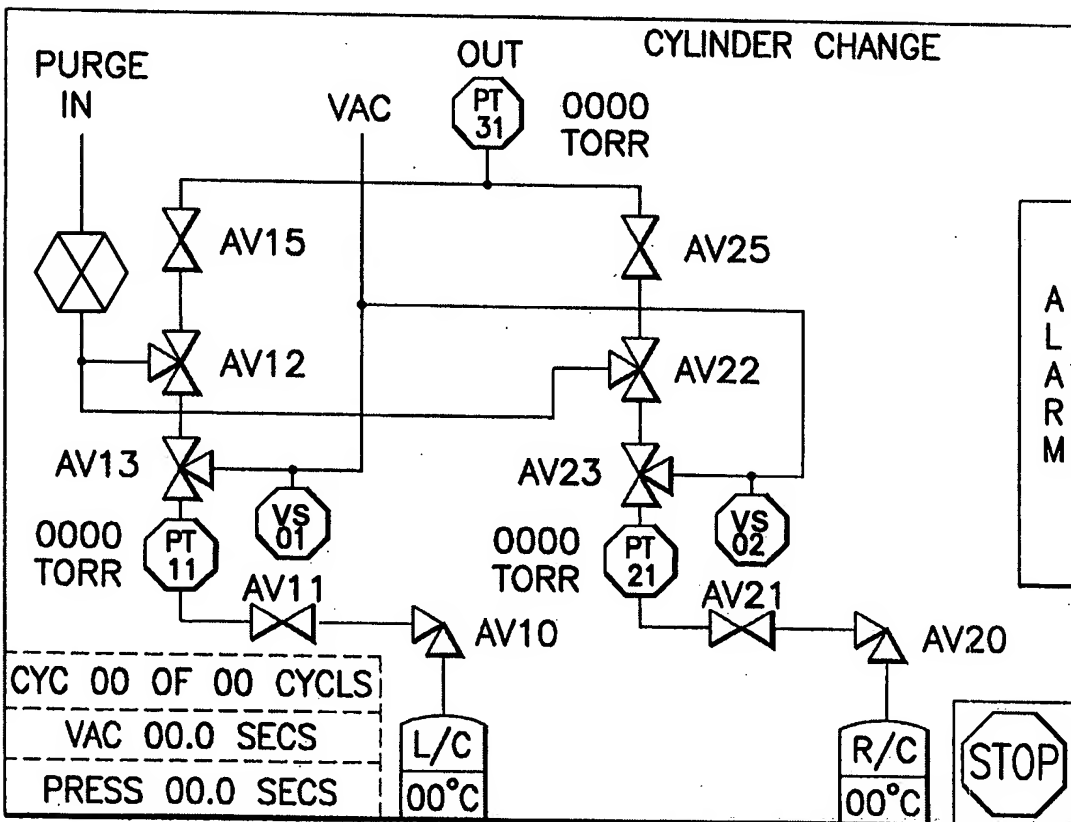 CYLINDER CHANGE
PURGE
IN
VAC
OUT
PT
31
0000
TORR
AV15
AV25
AV12
AV22
AV13
AV23
VS
01
VS
02
0000
TORR
PT
11
0000
TORR
PT
21
AV11
AV10
AV21
AV20
A
L
A
R
M
CYC 00 OF 00 CYCLS
VAC 00.0 SECS
PRESS 00.0 SECS
L/C
00°C
R/C
00°C
STOP